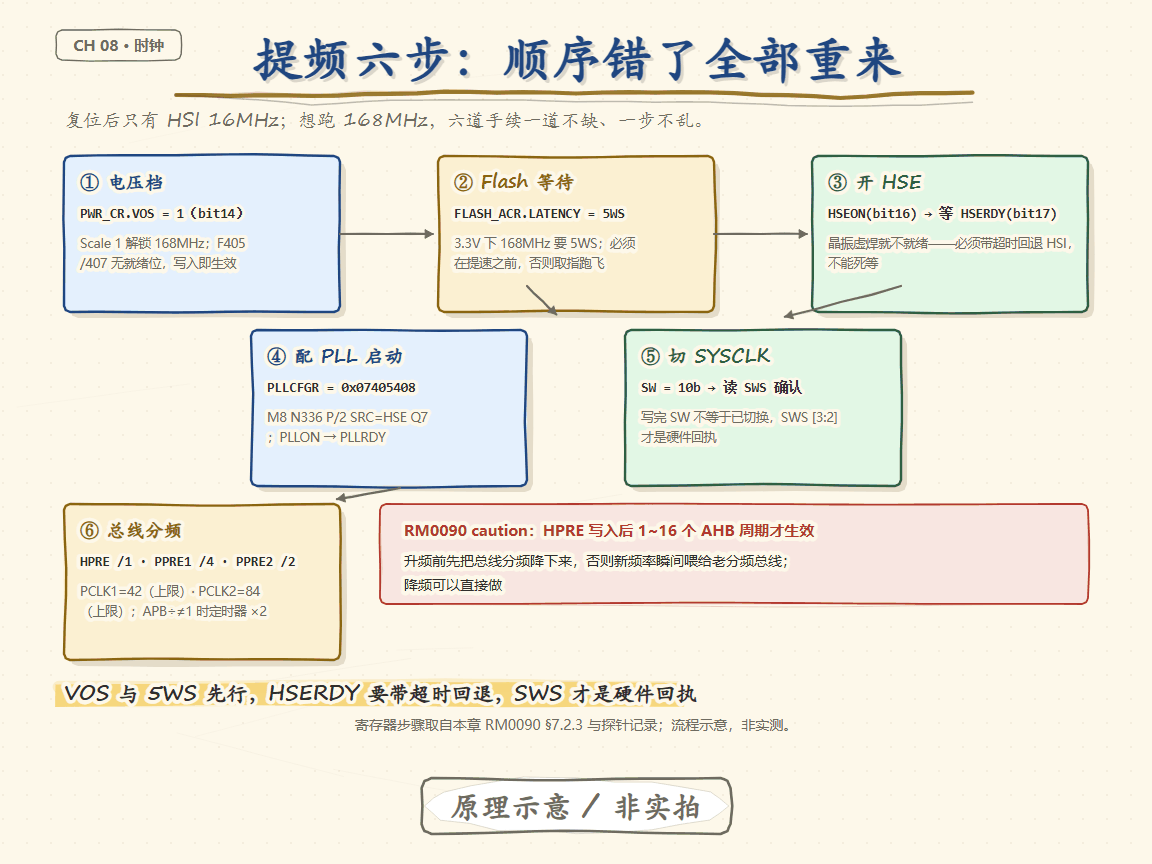 CH 08 • 时钟
提频六步：顺序错了全部重来
复位后只有 HSI 16MHz；想跑 168MHz，六道手续一道不缺、一步不乱。
① 电压档
PWR_CR.VOS = 1（bit14）
Scale 1 解锁 168MHz；F405
/407 无就绪位，写入即生效
② Flash 等待
FLASH_ACR.LATENCY = 5WS
3.3V 下 168MHz 要 5WS；必须
在提速之前，否则取指跑飞
③ 开 HSE
HSEON(bit16) → 等 HSERDY(bit17)
晶振虚焊就不就绪——必须带超时回退 HSI，
不能死等
④ 配 PLL 启动
PLLCFGR = 0x07405408
M8 N336 P/2 SRC=HSE Q7
；PLLON → PLLRDY
⑤ 切 SYSCLK
SW = 10b → 读 SWS 确认
写完 SW 不等于已切换，SWS [3:2]
才是硬件回执
⑥ 总线分频
HPRE /1 · PPRE1 /4 · PPRE2 /2
PCLK1=42（上限）· PCLK2=84
（上限）；APB÷≠1 时定时器 ×2
RM0090 caution：HPRE 写入后 1~16 个 AHB 周期才生效
升频前先把总线分频降下来，否则新频率瞬间喂给老分频总线；
降频可以直接做
VOS 与 5WS 先行，HSERDY 要带超时回退，SWS 才是硬件回执
寄存器步骤取自本章 RM0090 §7.2.3 与探针记录；流程示意，非实测。
原理示意 / 非实拍